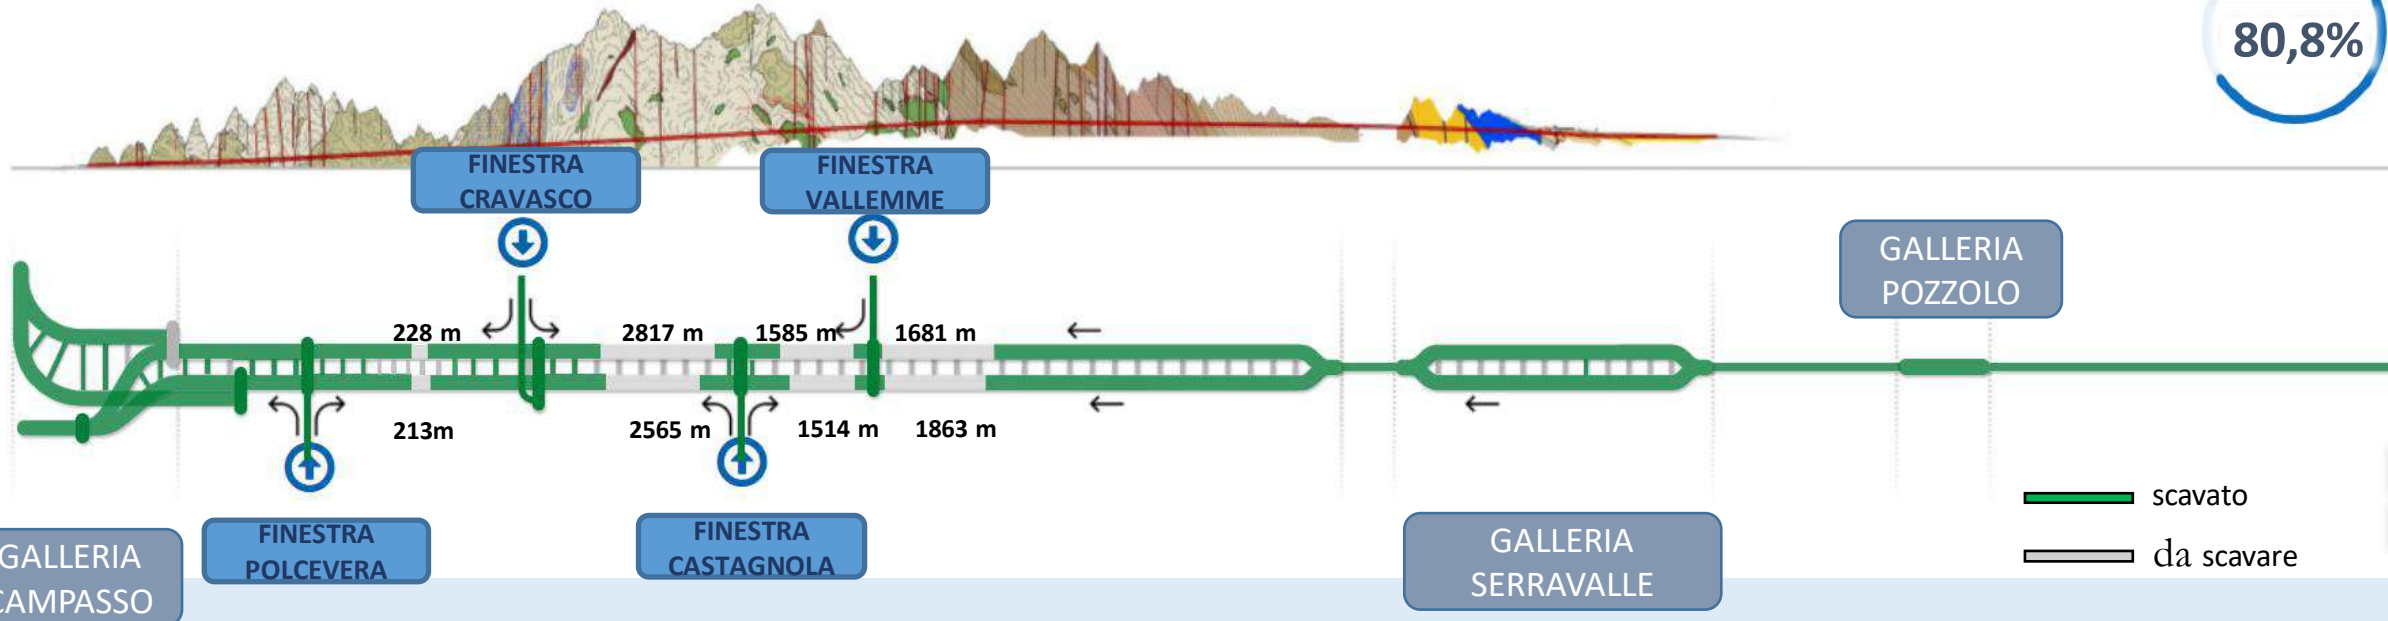 80,8%
FINESTRA
CRAVASCO
FINESTRA
VALLEMME
GALLERIA
POZZOLO
228 m
2817 m
1585 m
1681 m
213m
2565 m
1514 m
1863 m
FINESTRA
POLCEVERA
FINESTRA
CASTAGNOLA
GALLERIA
CAMPASSO
GALLERIA
SERRAVALLE
scavato
da scavare